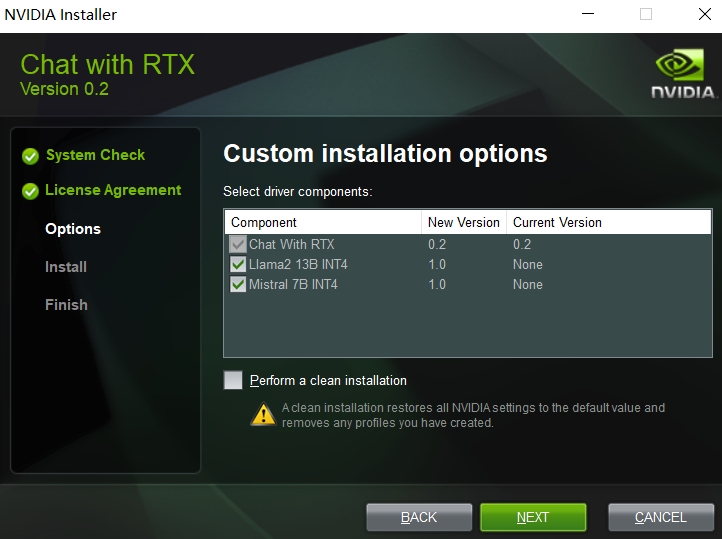 NVIDIA Installer
Chat with RTX
Version 0.2
NVIDIA.
System Check
License Agreement
Options
Install
Finish
Custom installation options
Select driver components:
Component New Version Current Version
Chat With RTX 0.2 0.2
Llama2 13B INT4 1.0 None
Mistral 7B INT4 1.0 None
Perform a clean installation
A clean installation restores all NVIDIA settings to the default value and
removes any profiles you have created.
BACK NEXT CANCEL